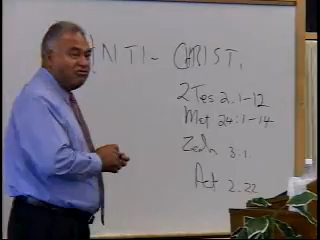 NTI- CHRIST,
2Tes 2.1-12
Mat 24:1-14
Zech 3.1
Act 2.22